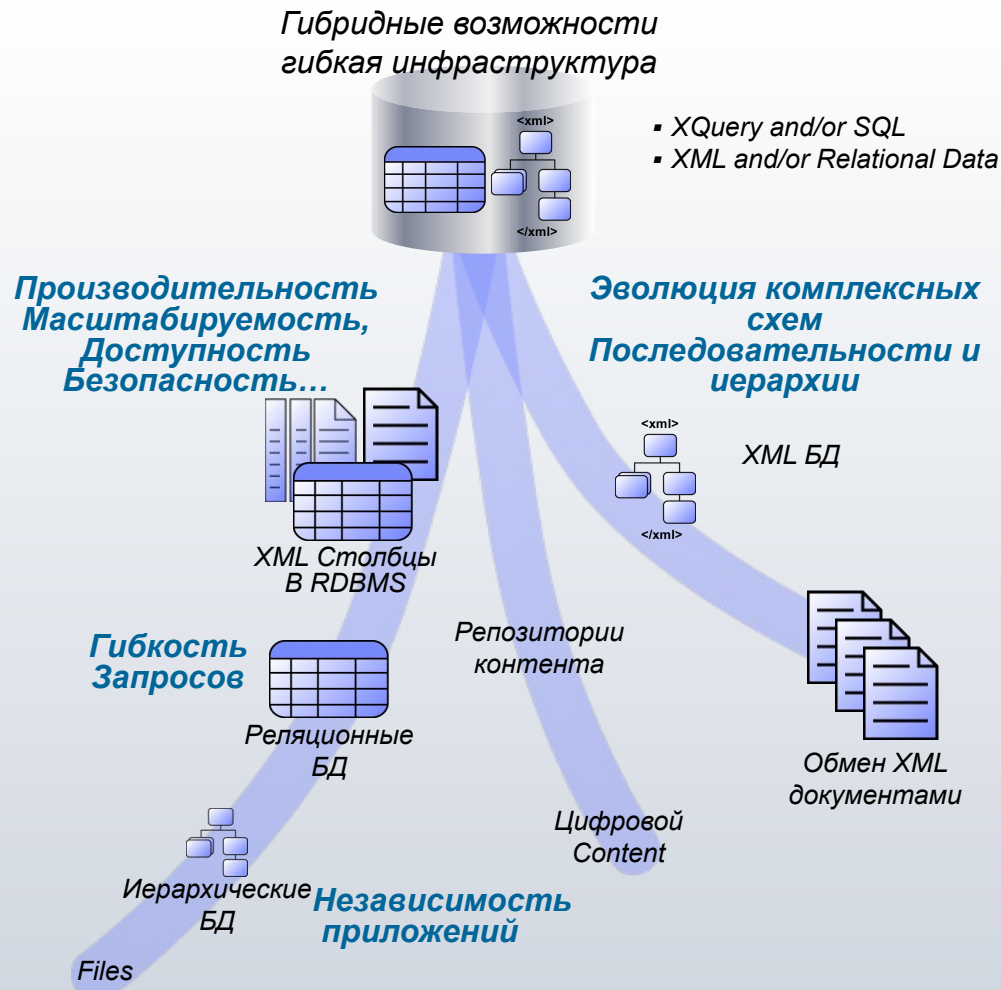 Гибридные возможности
гибкая инфраструктура
<xml>
</xml>
▪ XQuery and/or SQL
▪ XML and/or Relational Data
Производительность
Масштабируемость,
Доступность
Безопасность…
Эволюция комплексных
схем
Последовательности и
иерархии
<xml>
</xml>
XML БД
XML Столбцы
В RDBMS
Гибкость
Запросов
Репозитории
контента
Реляционные
БД
Обмен XML
документами
Цифровой
Content
Иерархические
БД
Независимость
приложений
Files